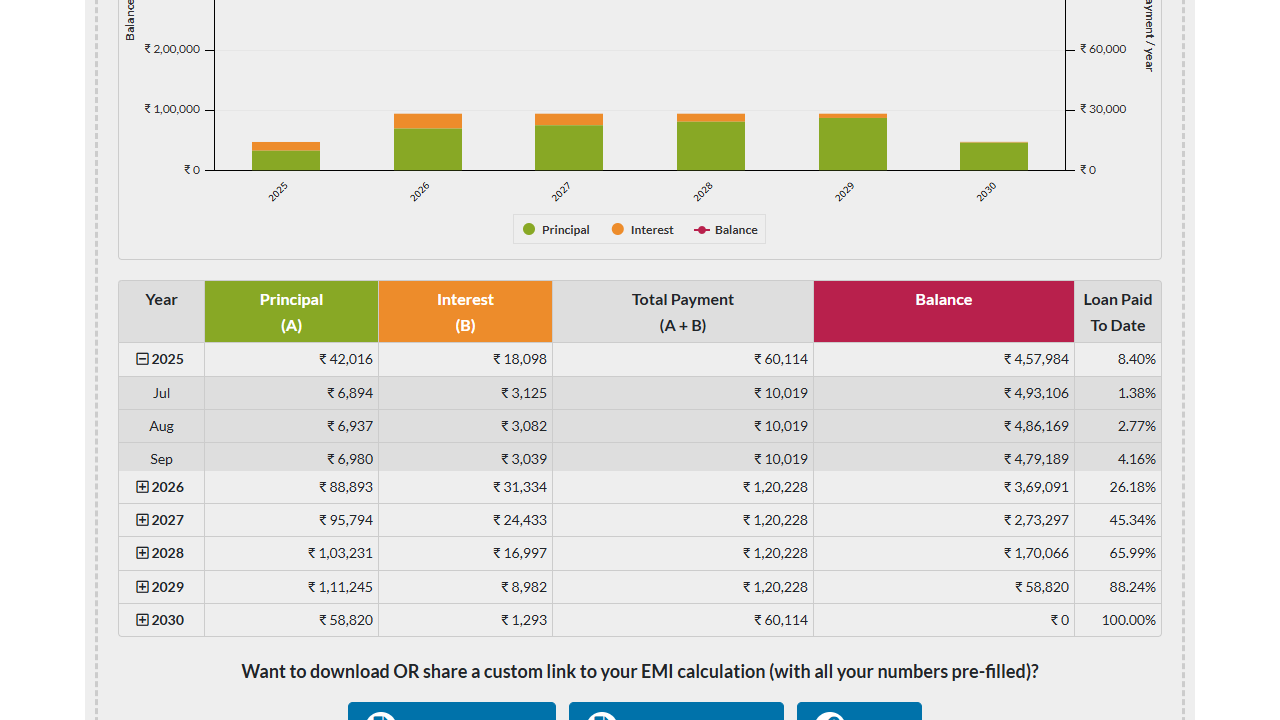 Balance
ayment / year
₹ 2,00,000
₹ 60,000
₹ 1,00,000
₹ 30,000
₹ 0
₹ 0
2025 2026 2027 2028 2029 2030
Principal Interest Balance
Year Principal (A) Interest (B) Total Payment (A + B) Balance Loan Paid To Date
2025 ₹ 42,016 ₹ 18,098 ₹ 60,114 ₹ 4,57,984 8.40%
Jul ₹ 6,894 ₹ 3,125 ₹ 10,019 ₹ 4,93,106 1.38%
Aug ₹ 6,937 ₹ 3,082 ₹ 10,019 ₹ 4,86,169 2.77%
Sep ₹ 6,980 ₹ 3,039 ₹ 10,019 ₹ 4,79,189 4.16%
2026 ₹ 88,893 ₹ 31,334 ₹ 1,20,228 ₹ 3,69,091 26.18%
2027 ₹ 95,794 ₹ 24,433 ₹ 1,20,228 ₹ 2,73,297 45.34%
2028 ₹ 1,03,231 ₹ 16,997 ₹ 1,20,228 ₹ 1,70,066 65.99%
2029 ₹ 1,11,245 ₹ 8,982 ₹ 1,20,228 ₹ 58,820 88.24%
2030 ₹ 58,820 ₹ 1,293 ₹ 60,114 ₹ 0 100.00%
Want to download OR share a custom link to your EMI calculation (with all your numbers pre-filled)?